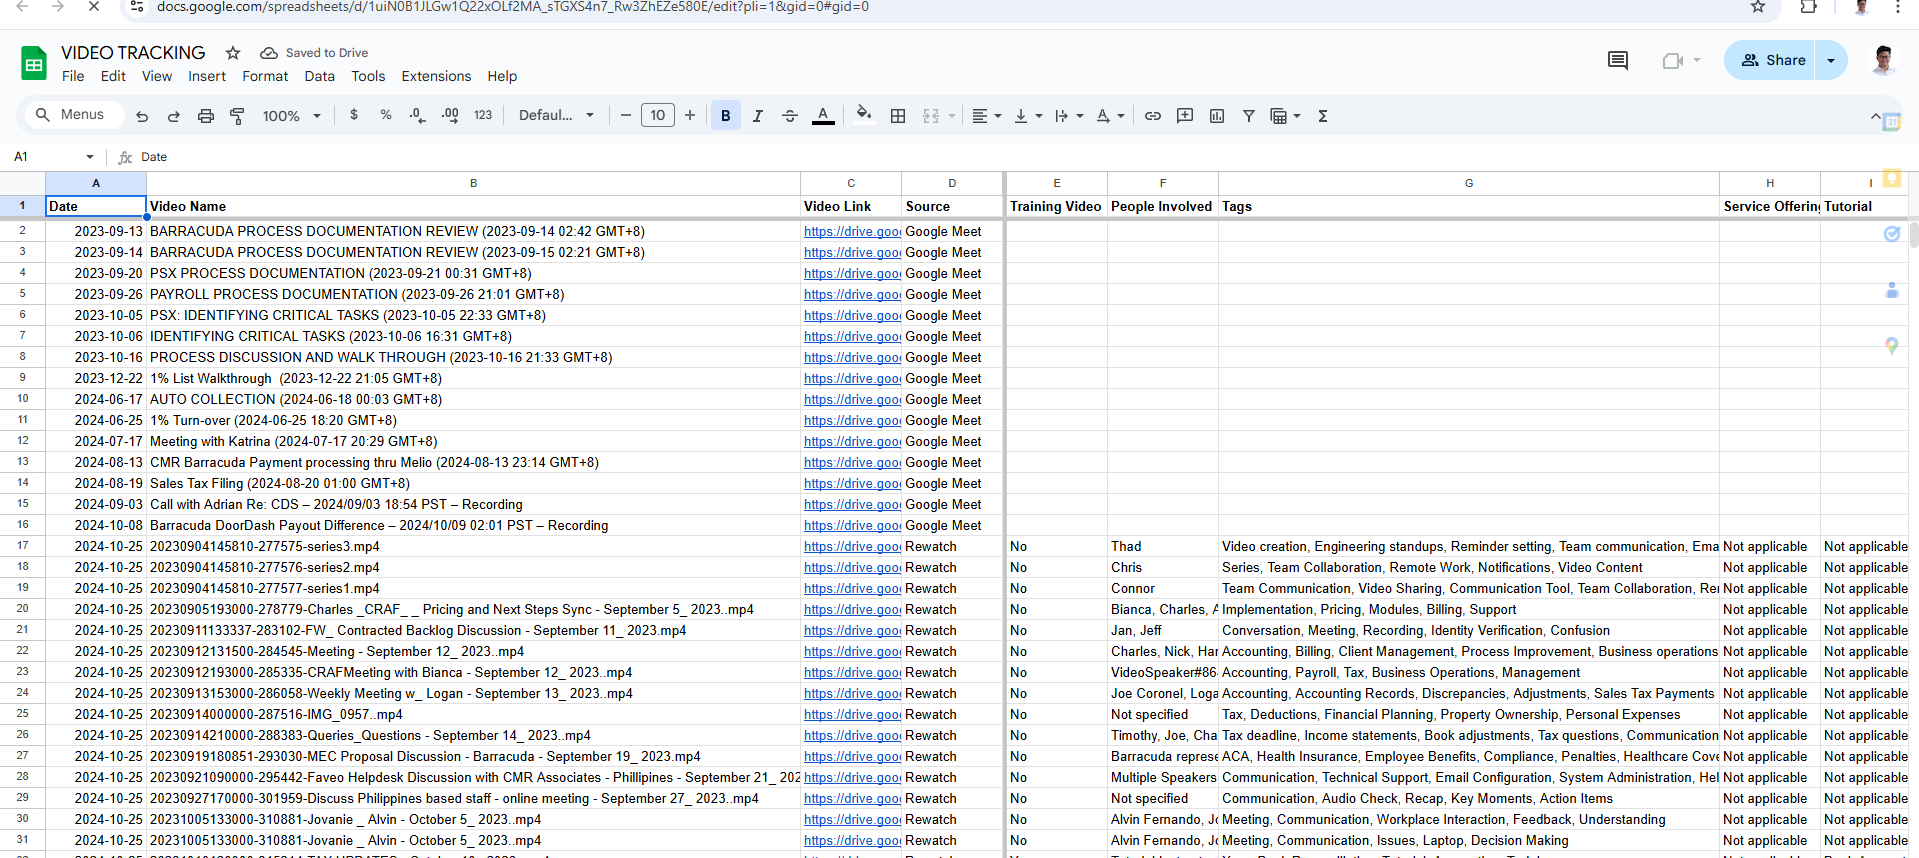 docs.google.com/spreadsheets/d/1uiN0B1JLGw1Q22xOLf2MA_sTGXS4n7_Rw3ZhEZe580E/edit?pli=1&gid=0#gid=0
VIDEO TRACKING Saved to Drive
File Edit View Insert Format Data Tools Extensions Help
Share
Menus 100% $ % .0 .00 123 Defaul... 10 B I A Σ
31
A1 fx Date
A B C D E F G H I
1 Date Video Name Video Link Source Training Video People Involved Tags Service Offering Tutorial
2 2023-09-13 BARRACUDA PROCESS DOCUMENTATION REVIEW (2023-09-14 02:42 GMT+8) https://drive.goo Google Meet
3 2023-09-14 BARRACUDA PROCESS DOCUMENTATION REVIEW (2023-09-15 02:21 GMT+8) https://drive.goo Google Meet
4 2023-09-20 PSX PROCESS DOCUMENTATION (2023-09-21 00:31 GMT+8) https://drive.goo Google Meet
5 2023-09-26 PAYROLL PROCESS DOCUMENTATION (2023-09-26 21:01 GMT+8) https://drive.goo Google Meet
6 2023-10-05 PSX: IDENTIFYING CRITICAL TASKS (2023-10-05 22:33 GMT+8) https://drive.goo Google Meet
7 2023-10-06 IDENTIFYING CRITICAL TASKS (2023-10-06 16:31 GMT+8) https://drive.goo Google Meet
8 2023-10-16 PROCESS DISCUSSION AND WALK THROUGH (2023-10-16 21:33 GMT+8) https://drive.goo Google Meet
9 2023-12-22 1% List Walkthrough (2023-12-22 21:05 GMT+8) https://drive.goo Google Meet
10 2024-06-17 AUTO COLLECTION (2024-06-18 00:03 GMT+8) https://drive.goo Google Meet
11 2024-06-25 1% Turn-over (2024-06-25 18:20 GMT+8) https://drive.goo Google Meet
12 2024-07-17 Meeting with Katrina (2024-07-17 20:29 GMT+8) https://drive.goo Google Meet
13 2024-08-13 CMR Barracuda Payment processing thru Melio (2024-08-13 23:14 GMT+8) https://drive.goo Google Meet
14 2024-08-19 Sales Tax Filing (2024-08-20 01:00 GMT+8) https://drive.goo Google Meet
15 2024-09-03 Call with Adrian Re: CDS – 2024/09/03 18:54 PST – Recording https://drive.goo Google Meet
16 2024-10-08 Barracuda DoorDash Payout Difference – 2024/10/09 02:01 PST – Recording https://drive.goo Google Meet
17 2024-10-25 20230904145810-277575-series3.mp4 https://drive.goo Rewatch No Thad Video creation, Engineering standups, Reminder setting, Team communication, Ema Not applicable Not applicable
18 2024-10-25 20230904145810-277576-series2.mp4 https://drive.goo Rewatch No Chris Series, Team Collaboration, Remote Work, Notifications, Video Content Not applicable Not applicable
19 2024-10-25 20230904145810-277577-series1.mp4 https://drive.goo Rewatch No Connor Team Communication, Video Sharing, Communication Tool, Team Collaboration, Re Not applicable Not applicable
20 2024-10-25 20230905193000-278779-Charles _CRAF_ _ Pricing and Next Steps Sync - September 5_ 2023..mp4 https://drive.goo Rewatch No Bianca, Charles, A Implementation, Pricing, Modules, Billing, Support Not applicable Not applicable
21 2024-10-25 20230911133337-283102-FW_ Contracted Backlog Discussion - September 11_ 2023.mp4 https://drive.goo Rewatch No Jan, Jeff Conversation, Meeting, Recording, Identity Verification, Confusion Not applicable Not applicable
22 2024-10-25 20230912131500-284545-Meeting - September 12_ 2023..mp4 https://drive.goo Rewatch No Charles, Nick, Har Accounting, Billing, Client Management, Process Improvement, Business operations Not applicable Not applicable
23 2024-10-25 20230912193000-285335-CRAFMeeting with Bianca - September 12_ 2023..mp4 https://drive.goo Rewatch No VideoSpeaker#86 Accounting, Payroll, Tax, Business Operations, Management Not applicable Not applicable
24 2024-10-25 20230913153000-286058-Weekly Meeting w_ Logan - September 13_ 2023..mp4 https://drive.goo Rewatch No Joe Coronel, Loga Accounting, Accounting Records, Discrepancies, Adjustments, Sales Tax Payments Not applicable Not applicable
25 2024-10-25 20230914000000-287516-IMG_0957..mp4 https://drive.goo Rewatch No Not specified Tax, Deductions, Financial Planning, Property Ownership, Personal Expenses Not applicable Not applicable
26 2024-10-25 20230914210000-288383-Queries_Questions - September 14_ 2023..mp4 https://drive.goo Rewatch No Timothy, Joe, Cha Tax deadline, Income statements, Book adjustments, Tax questions, Communication Not applicable Not applicable
27 2024-10-25 20230919180851-293030-MEC Proposal Discussion - Barracuda - September 19_ 2023.mp4 https://drive.goo Rewatch No Barracuda represe ACA, Health Insurance, Employee Benefits, Compliance, Penalties, Healthcare Cove Not applicable Not applicable
28 2024-10-25 20230921090000-295442-Faveo Helpdesk Discussion with CMR Associates - Phillipines - September 21_ 202 https://drive.goo Rewatch No Multiple Speakers Communication, Technical Support, Email Configuration, System Administration, Hel Not applicable Not applicable
29 2024-10-25 20230927170000-301959-Discuss Philippines based staff - online meeting - September 27_ 2023..mp4 https://drive.goo Rewatch No Not specified Communication, Audio Check, Recap, Key Moments, Action Items Not applicable Not applicable
30 2024-10-25 20231005133000-310881-Jovanie _ Alvin - October 5_ 2023..mp4 https://drive.goo Rewatch No Alvin Fernando, Jo Meeting, Communication, Workplace Interaction, Feedback, Understanding Not applicable Not applicable
31 2024-10-25 20231005133000-310881-Jovanie _ Alvin - October 5_ 2023..mp4 https://drive.goo Rewatch No Alvin Fernando, Jo Meeting, Communication, Issues, Laptop, Decision Making Not applicable Not applicable